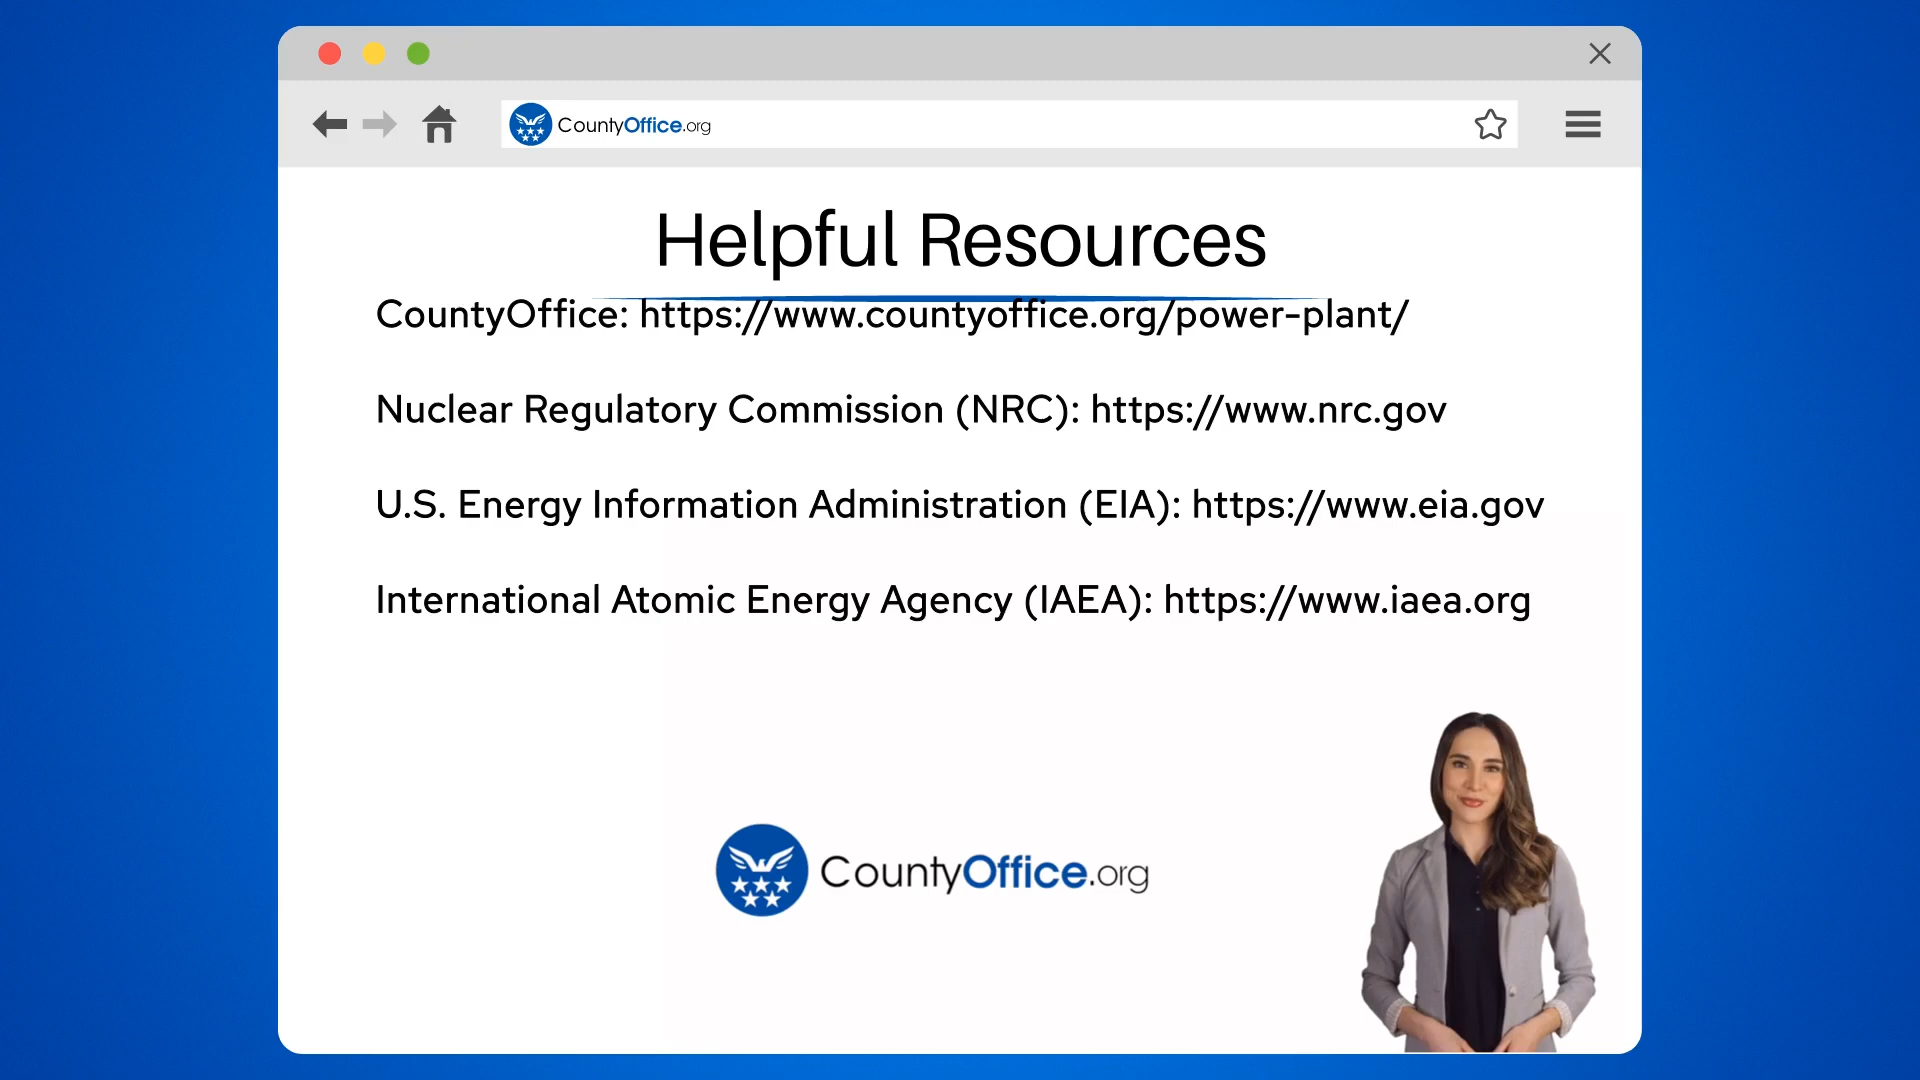 CountyOffice.org
Helpful Resources
CountyOffice: https://www.countyoffice.org/power-plant/
Nuclear Regulatory Commission (NRC): https://www.nrc.gov
U.S. Energy Information Administration (EIA): https://www.eia.gov
International Atomic Energy Agency (IAEA): https://www.iaea.org
CountyOffice.org